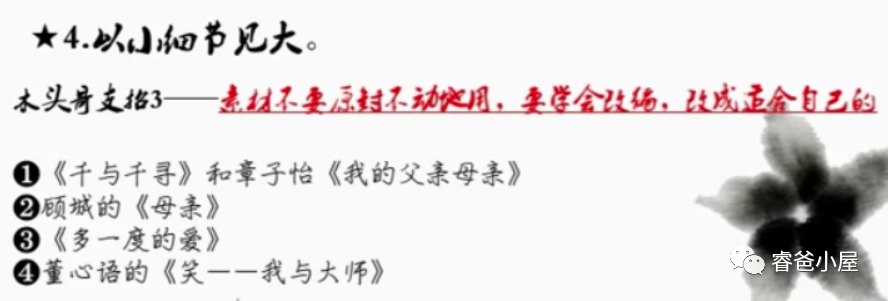 ★4.以小细节见大。
木头哥支招3——素材不要原封不动地用，要学会改编，改成适合自己的
❶《千与千寻》和章子怡《我的父亲母亲》
❷顾城的《母亲》
❸《多一度的爱》
❹董心语的《笑——我与大师》
睿爸小屋